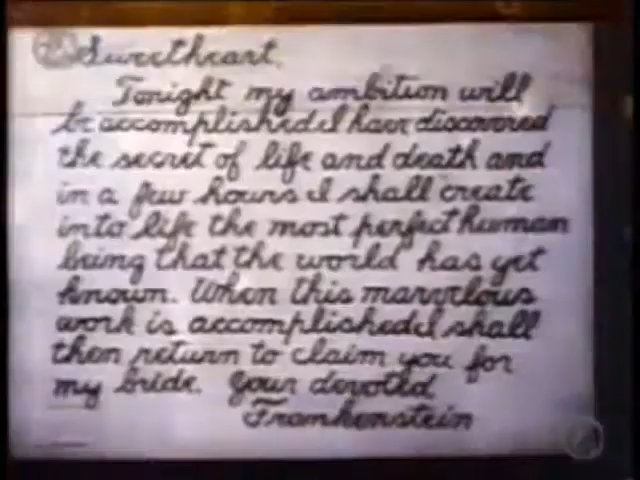 Sweetheart,
Tonight my ambition will
be accomplished I have discovered
the secret of life and death and
in a few hours I shall create
into life the most perfect human
being that the world has yet
known. When this marvelous
work is accomplished I shall
then return to claim you for
my bride. Your devoted
Frankenstein